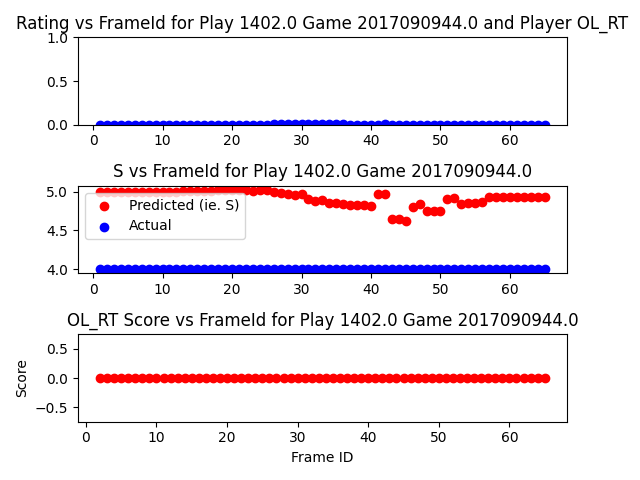 Rating vs FrameId for Play 1402.0 Game 2017090944.0 and Player OL_RT
1.0
0.5
0.0
0 10 20 30 40 50 60
S vs FrameId for Play 1402.0 Game 2017090944.0
5.0
4.5
4.0
Predicted (ie. S)
Actual
0 10 20 30 40 50 60
OL_RT Score vs FrameId for Play 1402.0 Game 2017090944.0
Score
0.5
0.0
−0.5
0 10 20 30 40 50 60
Frame ID